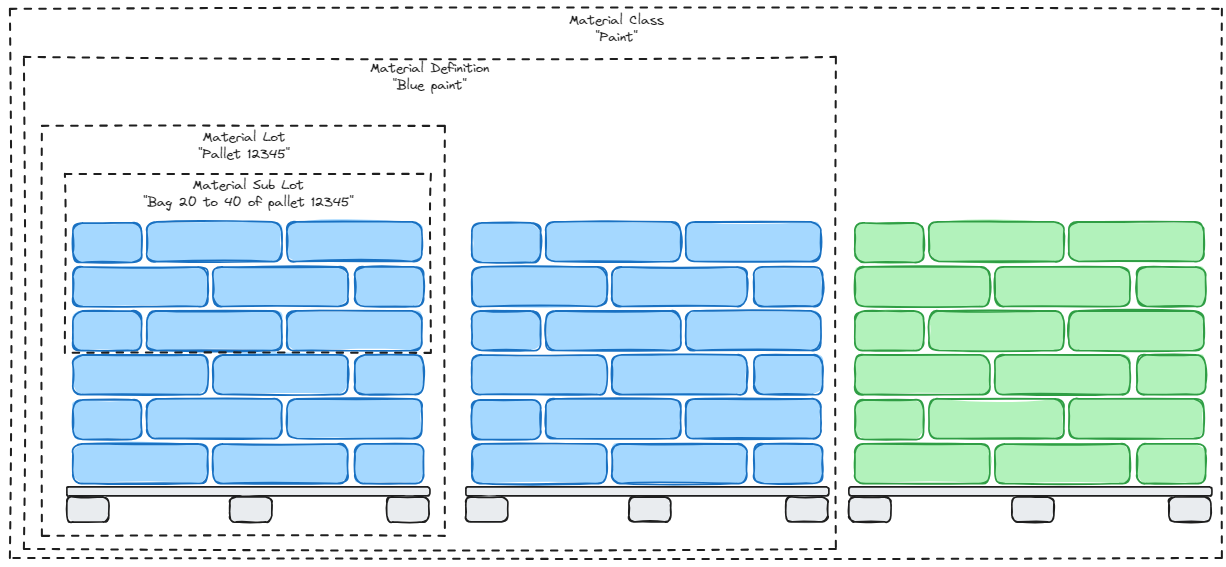 Material Class
"Paint"
Material Definition
"Blue paint"
Material Lot
"Pallet 12345"
Material Sub Lot
"Bag 20 to 40 of pallet 12345"